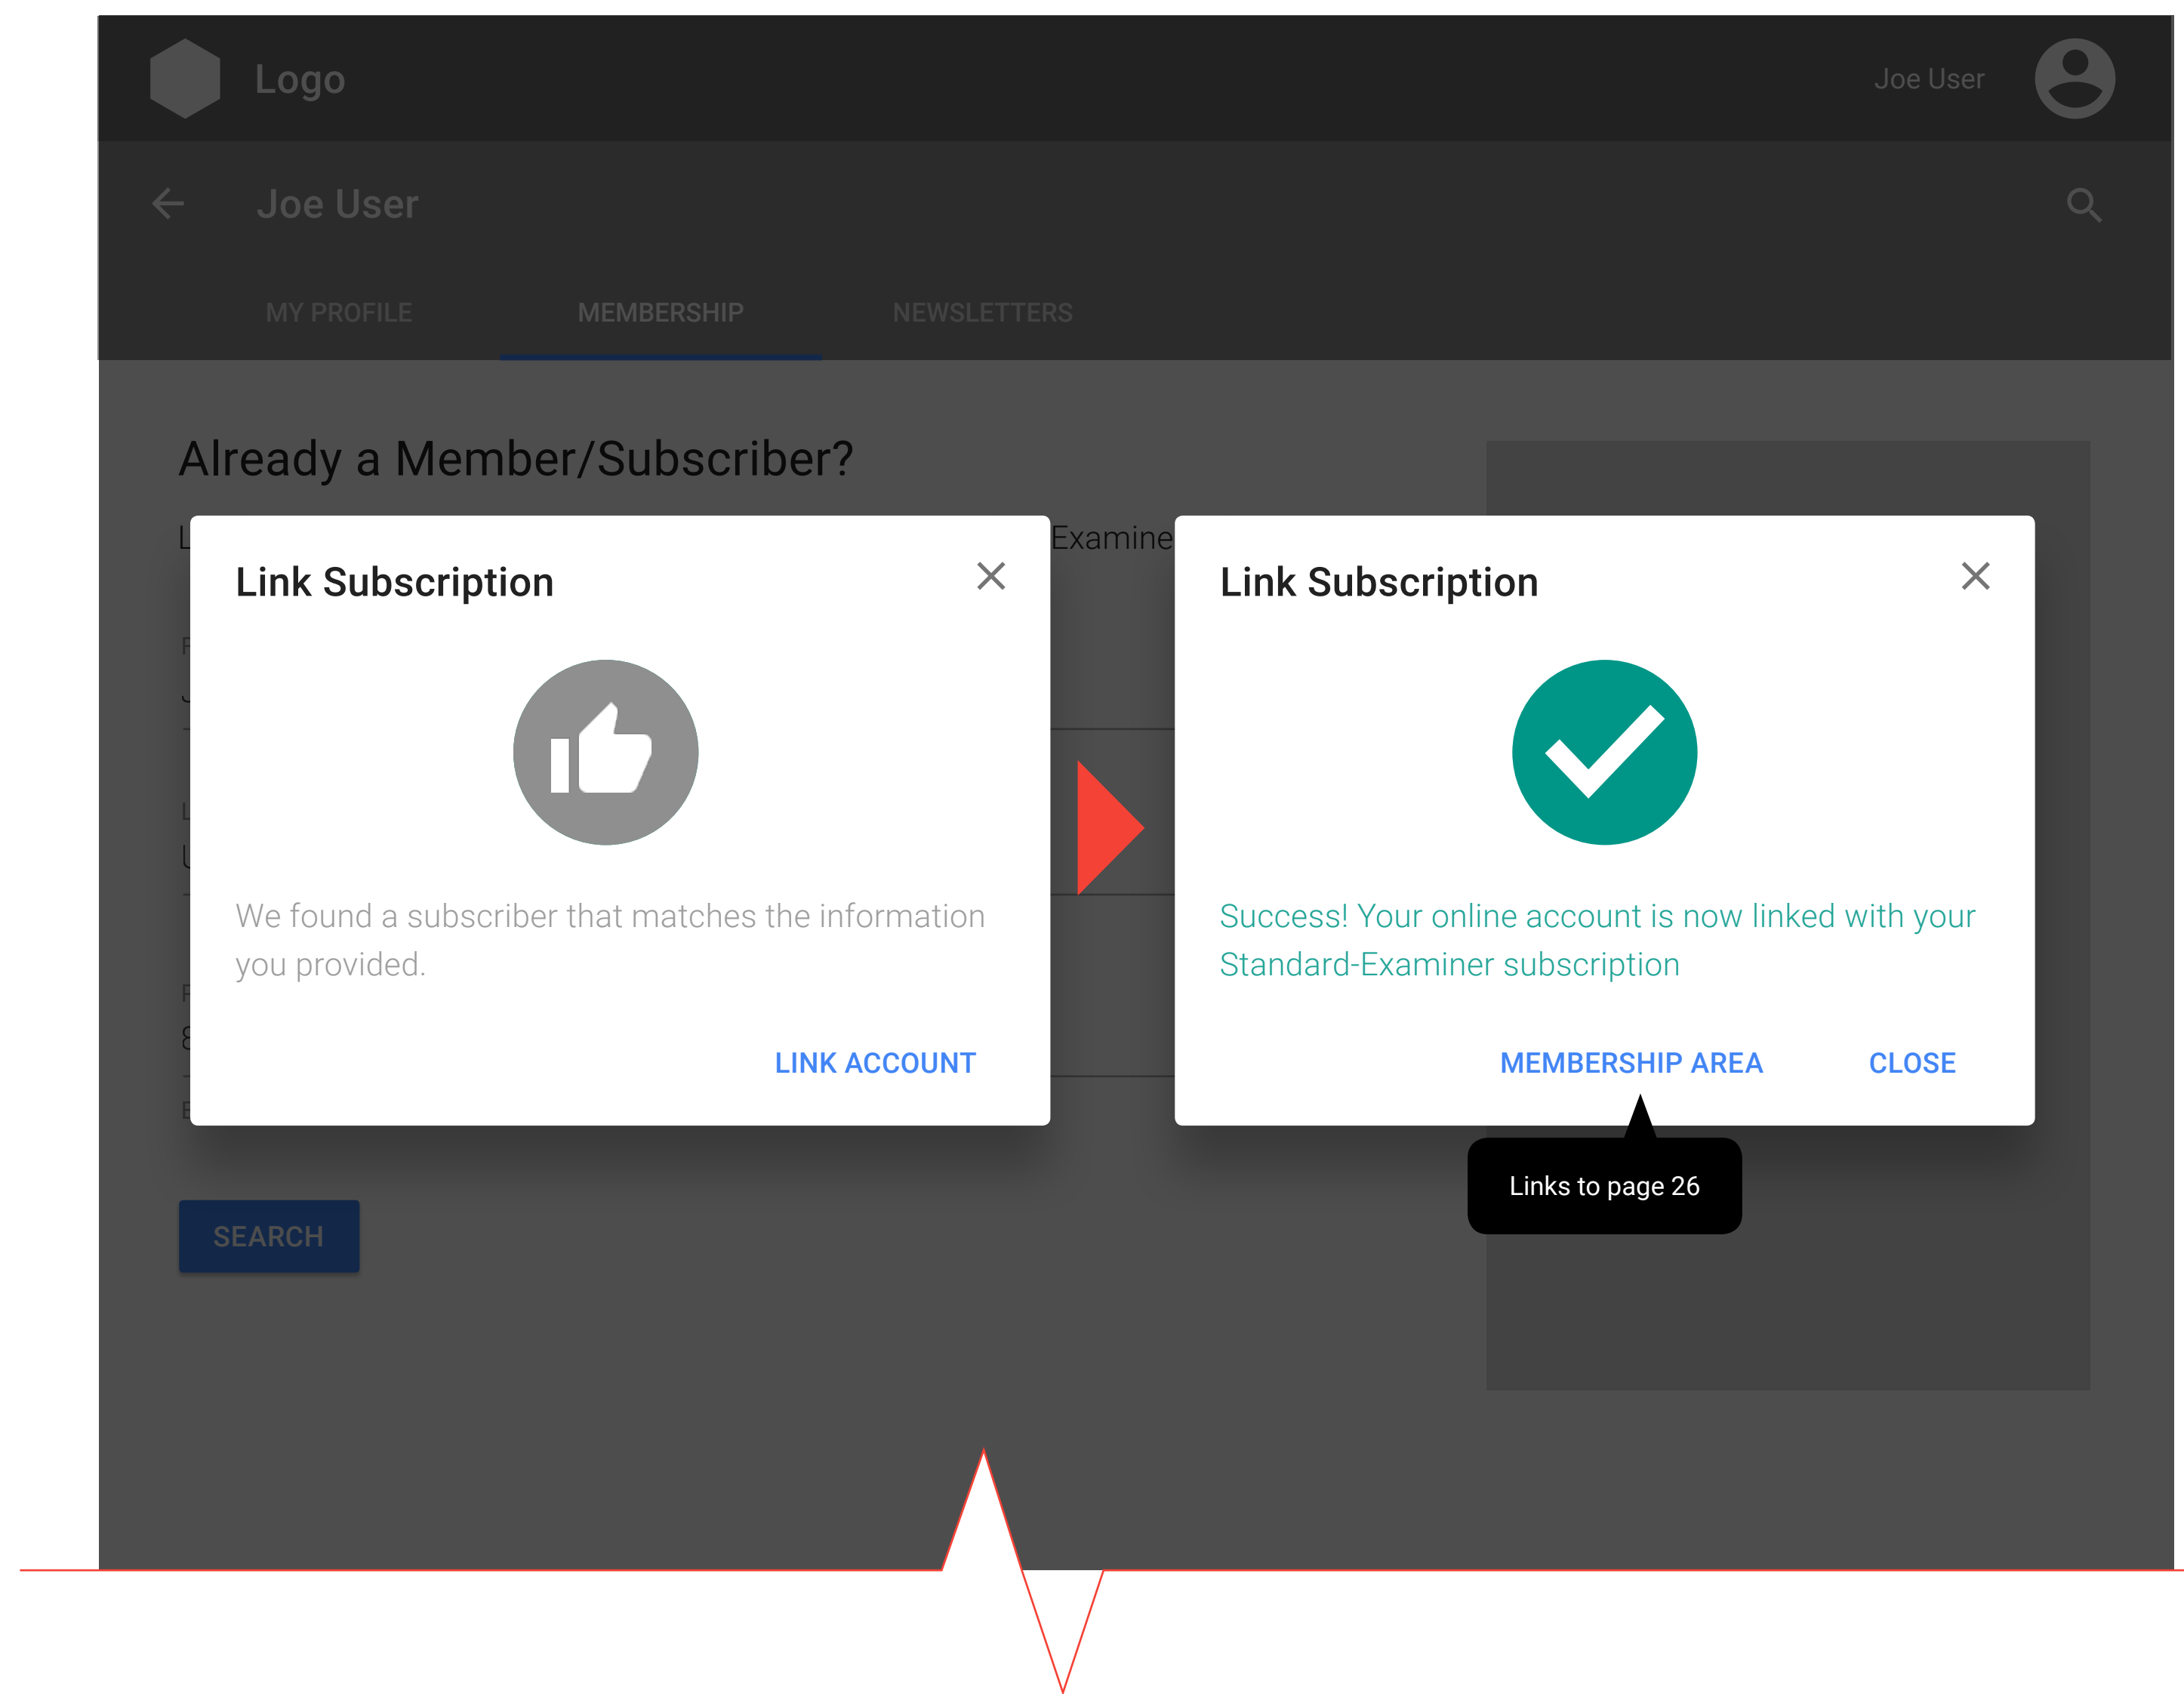 Logo
Joe User
Joe User
MY PROFILE
MEMBERSHIP
NEWSLETTERS
Already a Member/Subscriber?
Link Subscription
We found a subscriber that matches the information
you provided.
LINK ACCOUNT
Link Subscription
Success! Your online account is now linked with your
Standard-Examiner subscription
MEMBERSHIP AREA
CLOSE
Links to page 26
SEARCH